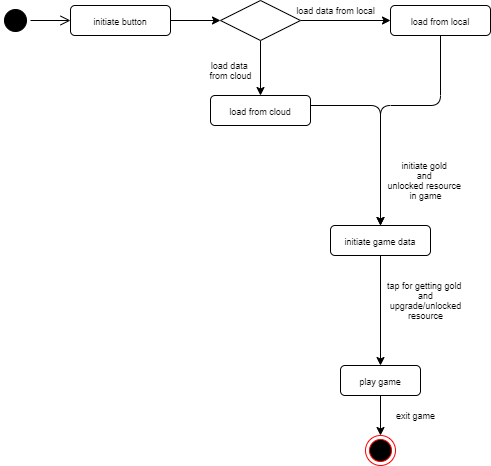 initiate button
load data from local
load from local
load data
from cloud
load from cloud
initiate gold
and
unlocked resource
in game
initiate game data
tap for getting gold
and
upgrade/unlocked
resource
play game
exit game